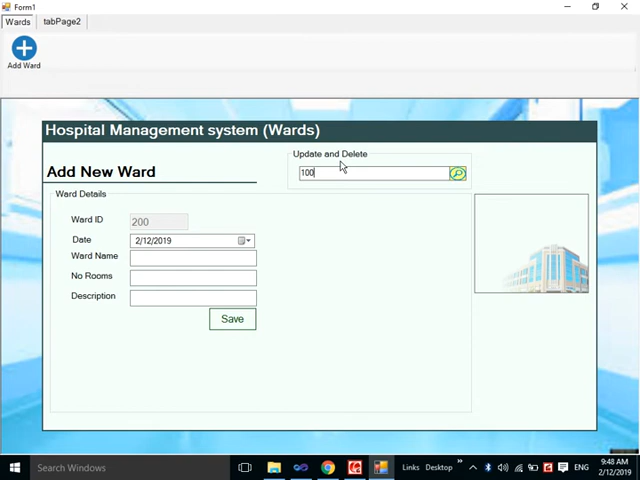 Form1
Wards
tabPage2
Add Ward
Hospital Management system (Wards)
Update and Delete
100
Add New Ward
Ward Details
Ward ID
200
Date
2/12/2019
Ward Name
No Rooms
Description
Save
Search Windows
Links
Desktop
ENG
9:48 AM
2/12/2019